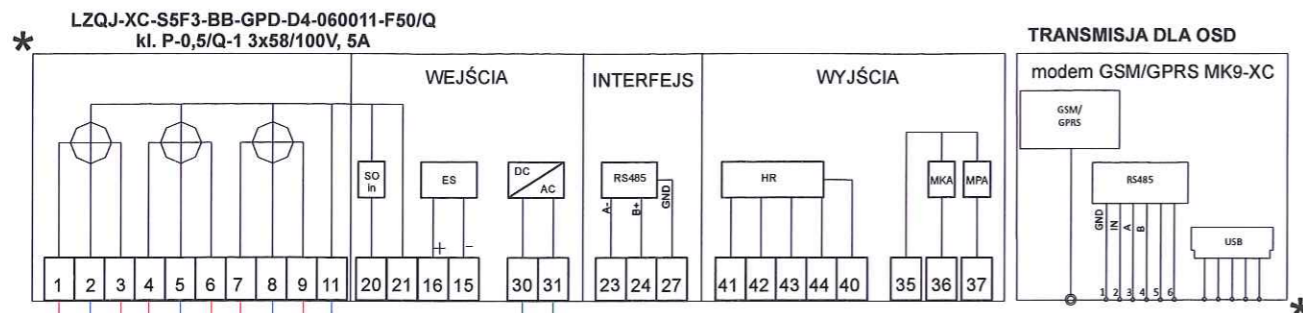 LZQJ-XC-S5F3-BB-GPD-D4-060011-F50/Q
* kl. P-0,5/Q-1 3x58/100V, 5A
TRANSMISJA DLA OSD
WEJŚCIA
INTERFEJS
WYJŚCIA
modem GSM/GPRS MK9-XC
GSM/
GPRS
SO
in
ES
DC
AC
RS485
GND
A-
B+
HR
MKA
MPA
RS485
GND
IN
A
B
USB
+
-
1 2 3 4 5 6 7 8 9 11 20 21 16 15 30 31 23 24 27 41 42 43 44 40 35 36 37
1 2 3 4 5 6
*